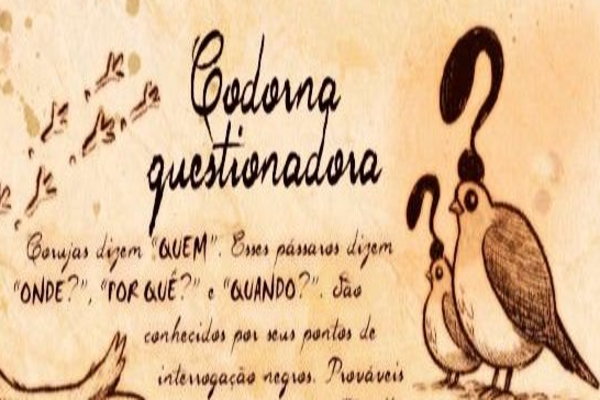 Codorna
questionadora
Corujas dizem "QUEM". Esses pássaros dizem
"ONDE?", "POR QUÊ?" e "QUANDO?". São
conhecidos por seus pontos de
interrogação negros. Prováveis